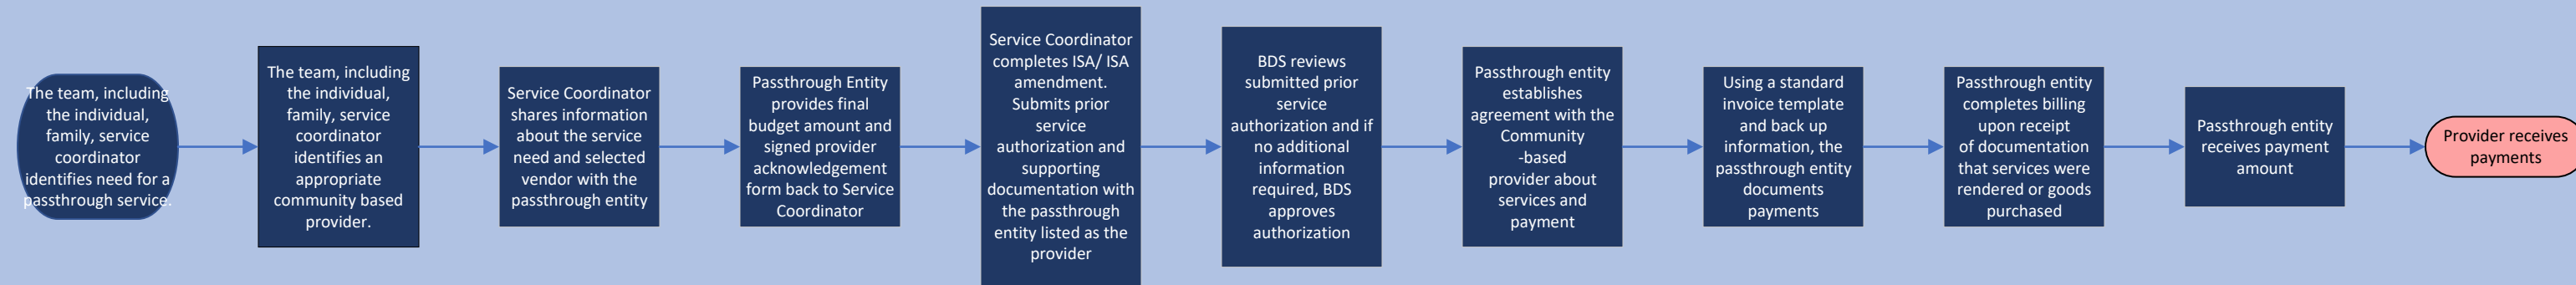 The team, including
the individual,
family, service
coordinator
identifies need for a
passthrough service.
The team, including
the individual,
family, service
coordinator
identifies an
appropriate
community based
provider.
Service Coordinator
shares information
about the service
need and selected
vendor with the
passthrough entity
Passthrough Entity
provides final
budget amount and
signed provider
acknowledgement
form back to Service
Coordinator
Service Coordinator
completes ISA/ ISA
amendment.
Submits prior
service
authorization and
supporting
documentation with
the passthrough
entity listed as the
provider
BDS reviews
submitted prior
service
authorization and if
no additional
information
required, BDS
approves
authorization
Passthrough entity
establishes
agreement with the
Community
-based
provider about
services and
payment
Using a standard
invoice template
and back up
information, the
passthrough entity
documents
payments
Passthrough entity
completes billing
upon receipt
of documentation
that services were
rendered or goods
purchased
Passthrough entity
receives payment
amount
Provider receives
payments